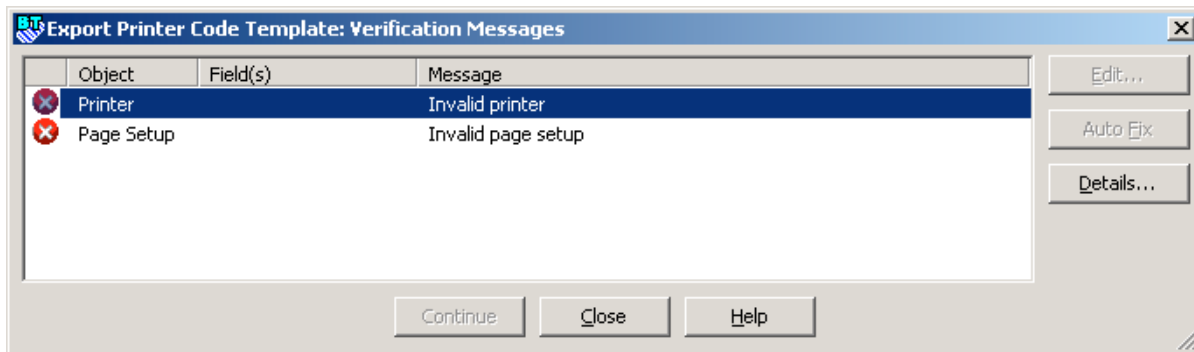 BT Export Printer Code Template: Verification Messages
Object Field(s) Message
Printer Invalid printer
Page Setup Invalid page setup
Edit...
Auto Fix
Details...
Continue Close Help